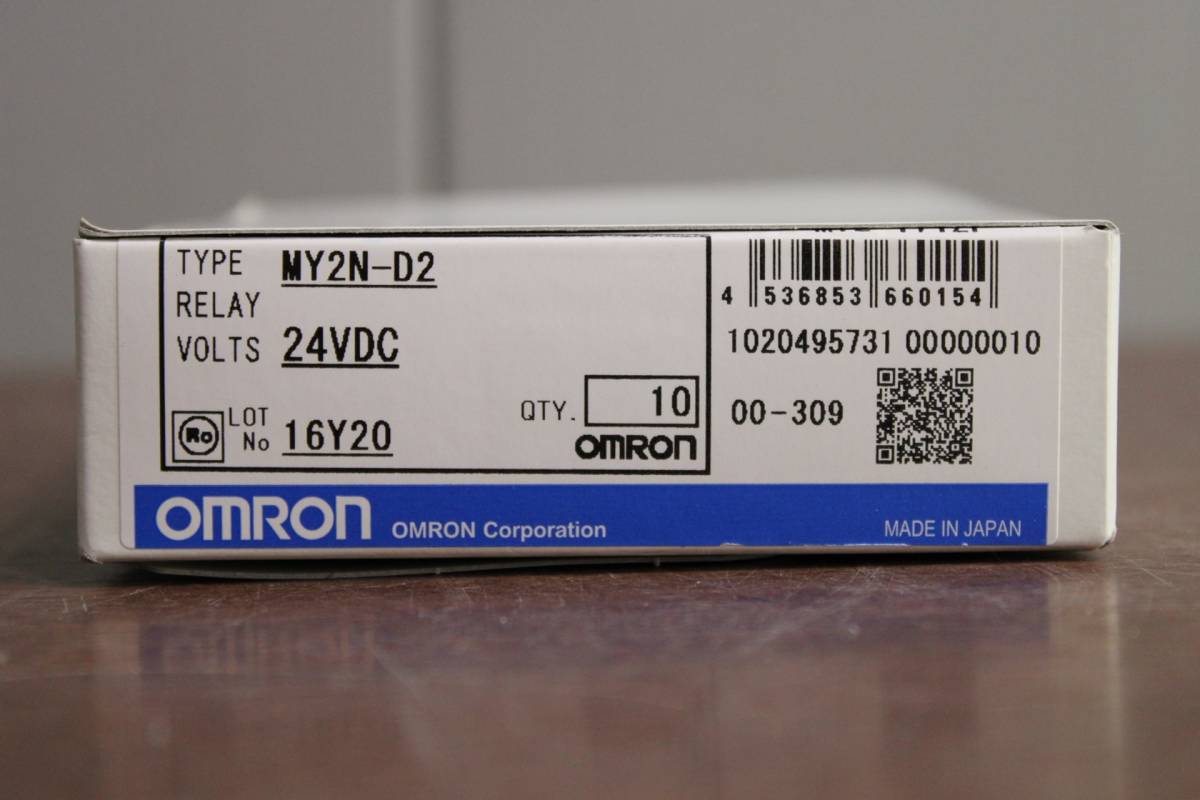 TYPE MY2N-D2
RELAY
VOLTS 24VDC
LOT
No 16Y20
Ro
QTY. 10
OMRON
4 536853 660154
1020495731 00000010
00-309
OMRON OMRON Corporation MADE IN JAPAN